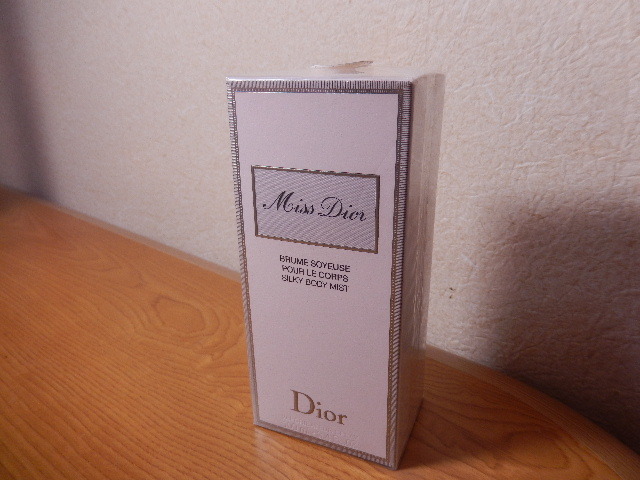 Miss Dior
BRUME SOYEUSE
POUR LE CORPS
SILKY BODY MIST
Dior